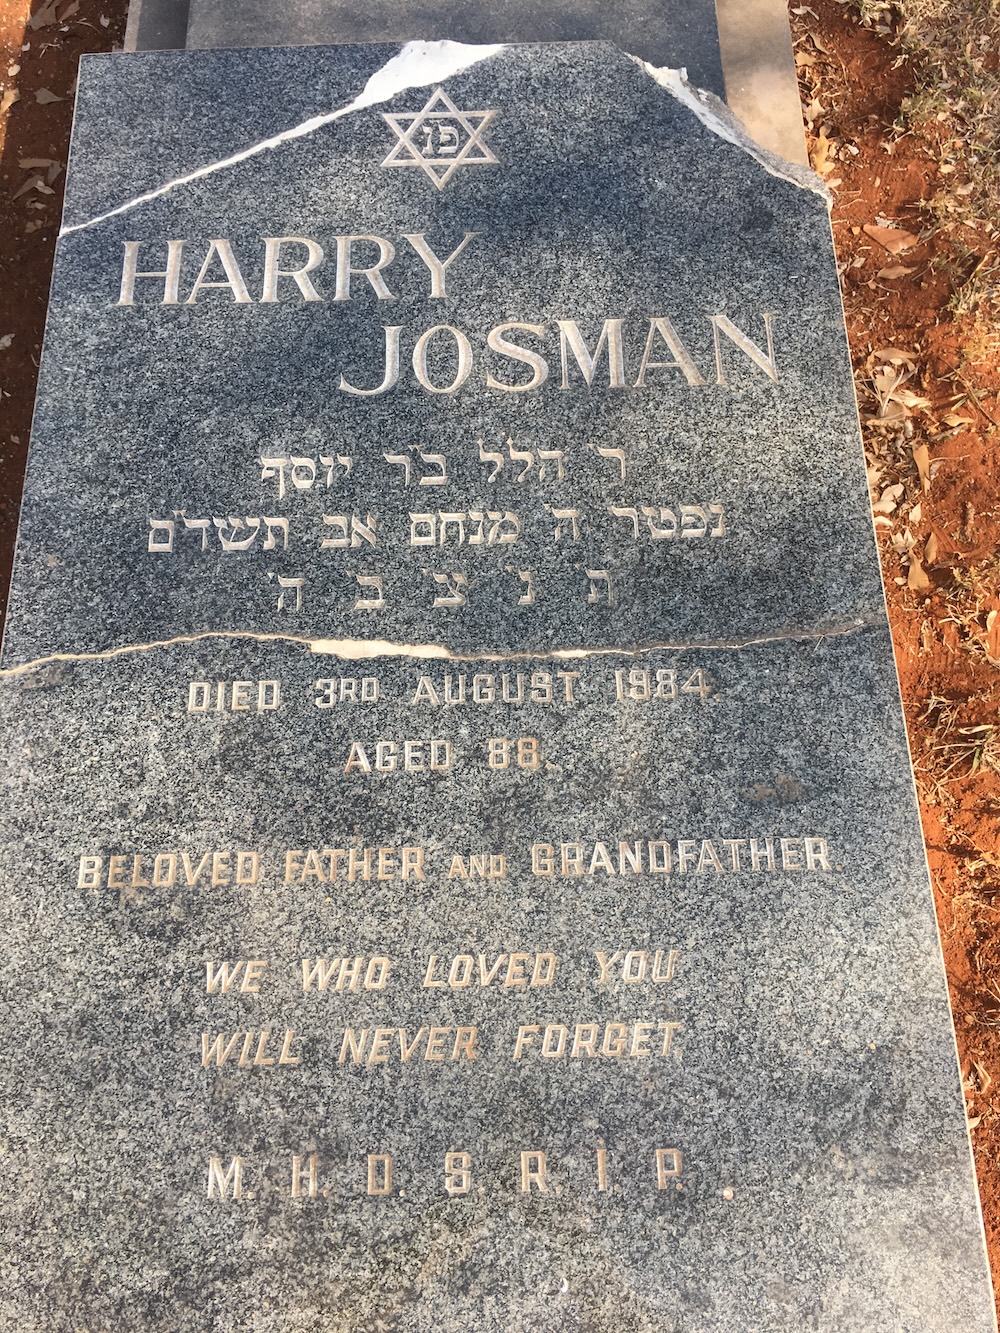 פנ
HARRY
JOSMAN
ר' הלל ב"ר יוסף
נפטר ה' מנחם אב תשד"ם
ת' נ' צ' ב' ה'
DIED 3RD AUGUST 1984.
AGED 88.
BELOVED FATHER AND GRANDFATHER.
WE WHO LOVED YOU
WILL NEVER FORGET.
M. H. D. S. R. I. P. .